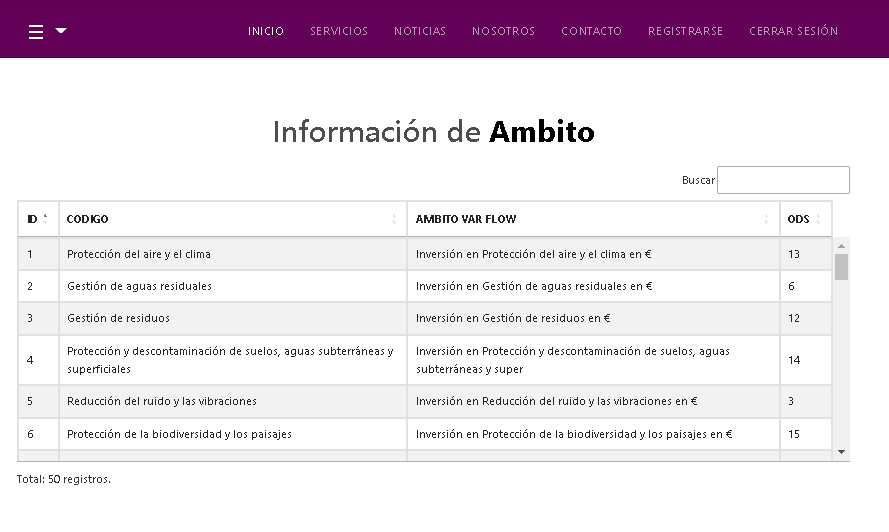 INICIO SERVICIOS NOTICIAS NOSOTROS CONTACTO REGISTRARSE CERRAR SESIÓN
Información de Ambito
Buscar
ID CODIGO AMBITO VAR FLOW ODS
1 Protección del aire y el clima Inversión en Protección del aire y el clima en € 13
2 Gestión de aguas residuales Inversión en Gestión de aguas residuales en € 6
3 Gestión de residuos Inversión en Gestión de residuos en € 12
4 Protección y descontaminación de suelos, aguas subterráneas y Inversión en Protección y descontaminación de suelos, aguas 14
superficiales subterráneas y super
5 Reducción del ruido y las vibraciones Inversión en Reducción del ruido y las vibraciones en € 3
6 Protección de la biodiversidad y los paisajes Inversión en Protección de la biodiversidad y los paisajes en € 15
Total: 50 registros.